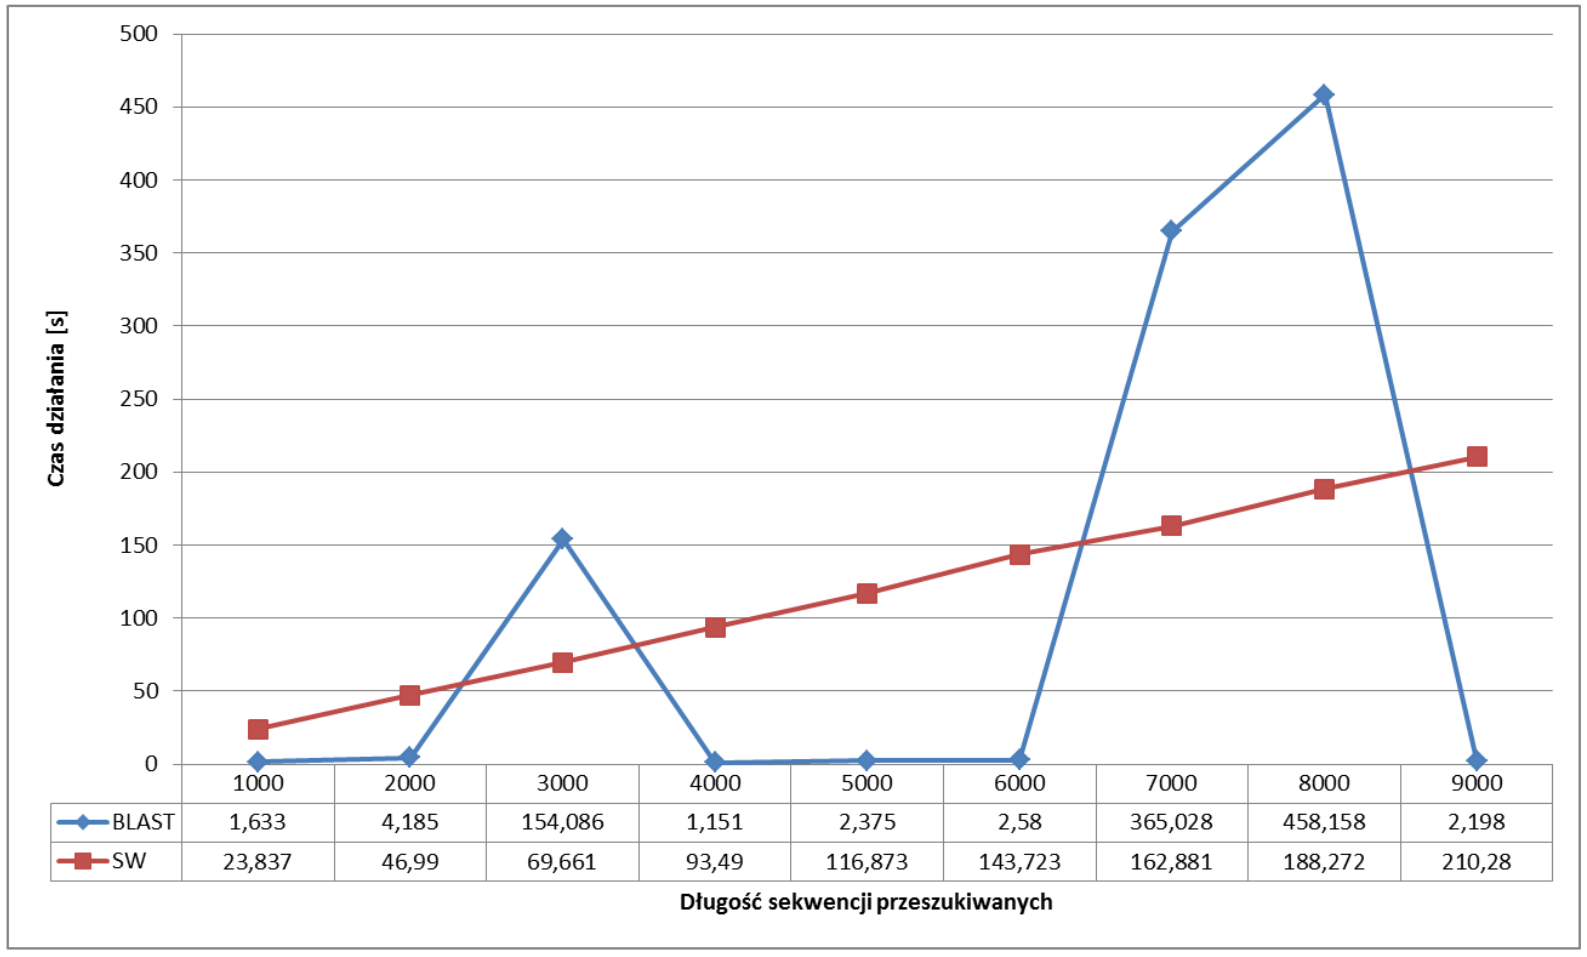 500
450
400
350
300
250
200
150
100
50
0
Czas działania [s]
1000 2000 3000 4000 5000 6000 7000 8000 9000
BLAST 1,633 4,185 154,086 1,151 2,375 2,58 365,028 458,158 2,198
SW 23,837 46,99 69,661 93,49 116,873 143,723 162,881 188,272 210,28
Długość sekwencji przeszukiwanych